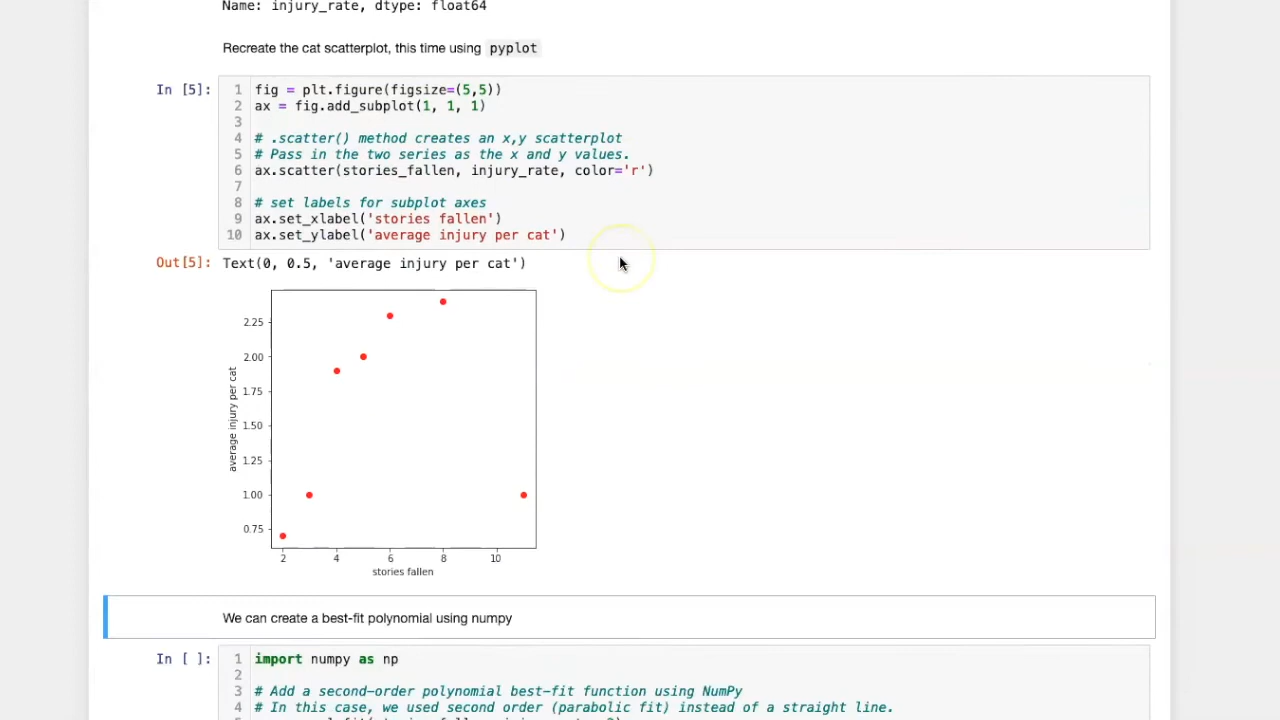 Name: injury_rate, dtype: float64
Recreate the cat scatterplot, this time using pyplot
In [5]:
1 fig = plt.figure(figsize=(5,5))
2 ax = fig.add_subplot(1, 1, 1)
3
4 # .scatter() method creates an x,y scatterplot
5 # Pass in the two series as the x and y values.
6 ax.scatter(stories_fallen, injury_rate, color='r')
7
8 # set labels for subplot axes
9 ax.set_xlabel('stories fallen')
10 ax.set_ylabel('average injury per cat')
Out[5]: Text(0, 0.5, 'average injury per cat')
2.25
2.00
1.75
1.50
1.25
1.00
0.75
average injury per cat
2 4 6 8 10
stories fallen
We can create a best-fit polynomial using numpy
In [ ]:
1 import numpy as np
2
3 # Add a second-order polynomial best-fit function using NumPy
4 # In this case, we used second order (parabolic fit) instead of a straight line.